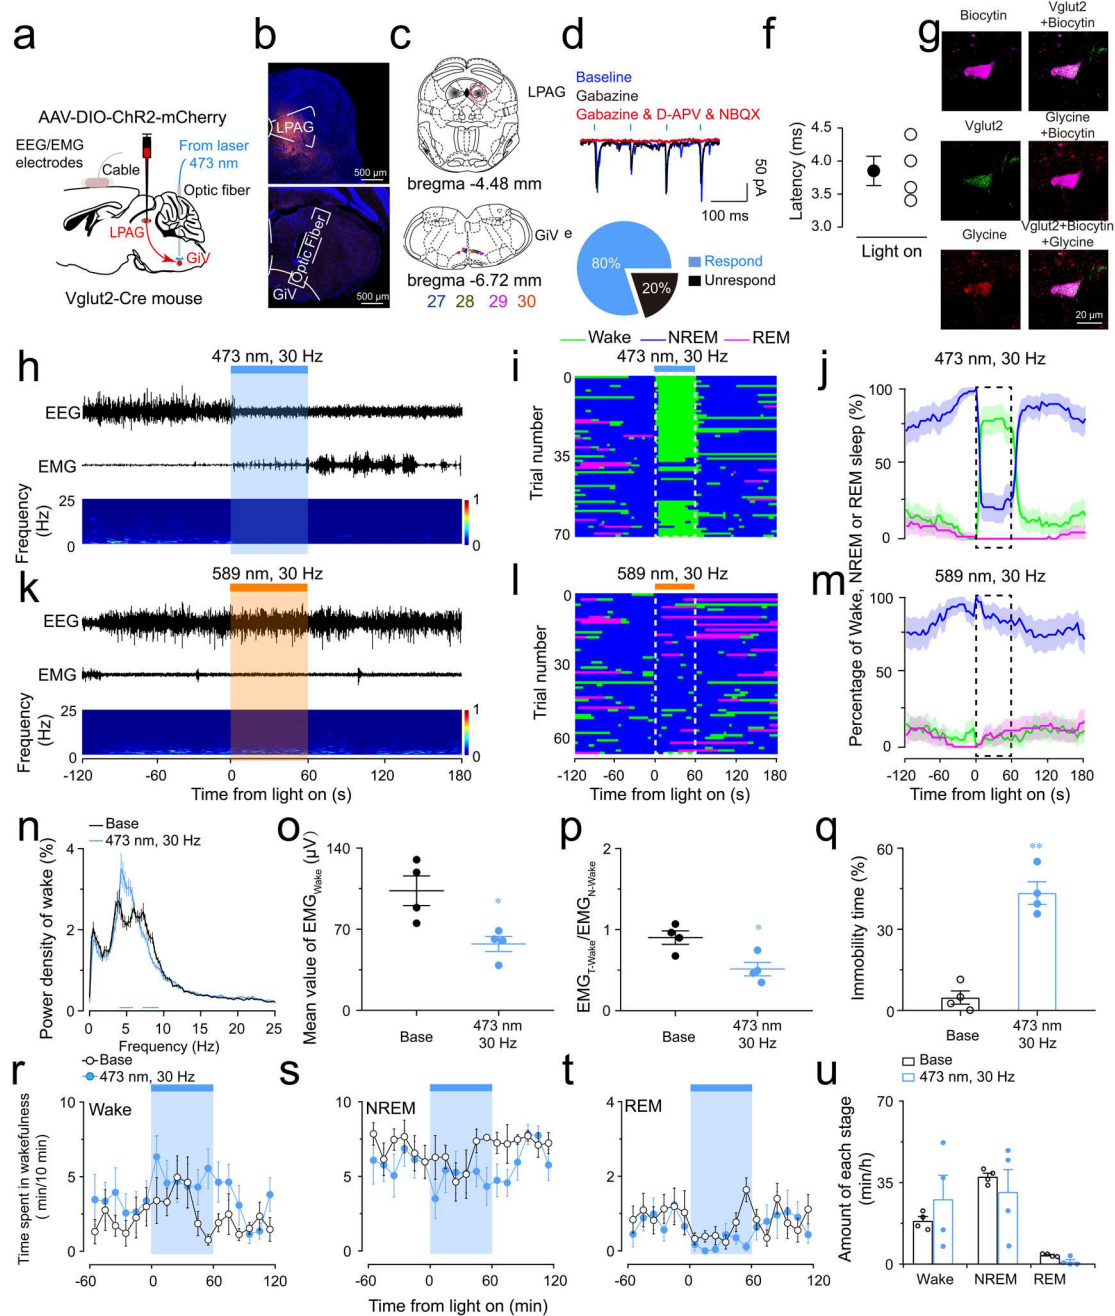 a
AAV-DIO-ChR2-mCherry
EEG/EMG
electrodes
Cable
From laser
473 nm
Optic fiber
LPAG
GiV
Vglut2-Cre mouse
b
LPAG
500 µm
Optic Fiber
GiV
500 µm
c
LPAG
bregma -4.48 mm
GiV
bregma -6.72 mm
27 28 29 30
d
Baseline
Gabazine
Gabazine & D-APV & NBQX
50 pA
100 ms
e
80%
20%
Respond
Unrespond
f
Latency (ms)
4.5
4.0
3.5
3.0
Light on
g
Biocytin
Vglut2
+Biocytin
Vglut2
Glycine
+Biocytin
Glycine
Vglut2+Biocytin
+Glycine
20 µm
Wake NREM REM
h
473 nm, 30 Hz
EEG
EMG
Frequency
(Hz)
25
0
1
0
i
473 nm, 30 Hz
Trial number
0
35
70
j
473 nm, 30 Hz
Percentage of Wake, NREM or REM sleep (%)
100
50
0
k
589 nm, 30 Hz
EEG
EMG
Frequency
(Hz)
25
0
1
0
-120 -60 0 60 120 180
Time from light on (s)
l
589 nm, 30 Hz
Trial number
0
30
60
-120 -60 0 60 120 180
Time from light on (s)
m
589 nm, 30 Hz
100
50
0
-120 -60 0 60 120 180
Time from light on (s)
n
Base
473 nm, 30 Hz
Power density of wake (%)
4
2
0
0 5 10 15 20 25
Frequency (Hz)
o
Mean value of EMGWake (µV)
140
70
0
*
Base
473 nm
30 Hz
p
EMGT-Wake/EMGN-Wake
2
1
0
*
Base
473 nm
30 Hz
q
Immobility time (%)
60
30
0
**
Base
473 nm
30 Hz
r
Base
473 nm, 30 Hz
Time spent in wakefulness
( min/10 min)
Wake
10
5
0
-60 0 60 120
s
NREM
10
5
0
-60 0 60 120
Time from light on (min)
t
REM
4
2
0
-60 0 60 120
u
Base
473 nm, 30 Hz
Amount of each stage
(min/h)
70
35
0
Wake NREM REM